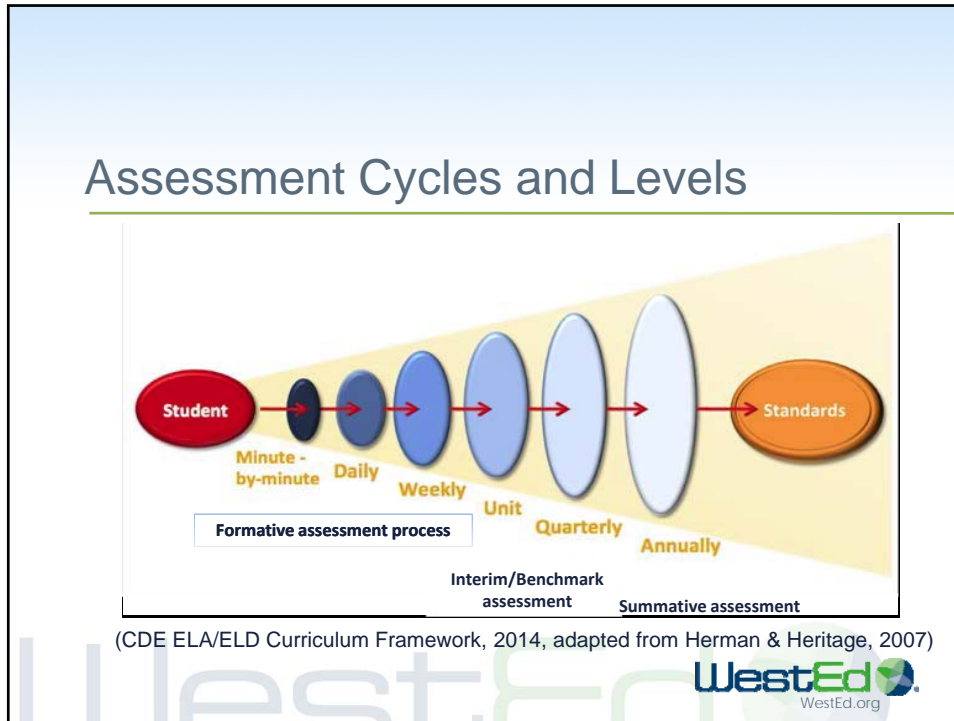 Assessment Cycles and Levels
Student
Standards
Minute -
by-minute
Daily
Weekly
Unit
Quarterly
Annually
Formative assessment process
Interim/Benchmark
assessment
Summative assessment
(CDE ELA/ELD Curriculum Framework, 2014, adapted from Herman & Heritage, 2007)
WestEd
WestEd
WestEd.org